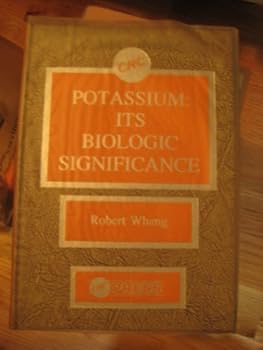 CRC
POTASSIUM:
ITS
BIOLOGIC
SIGNIFICANCE
Robert Whang